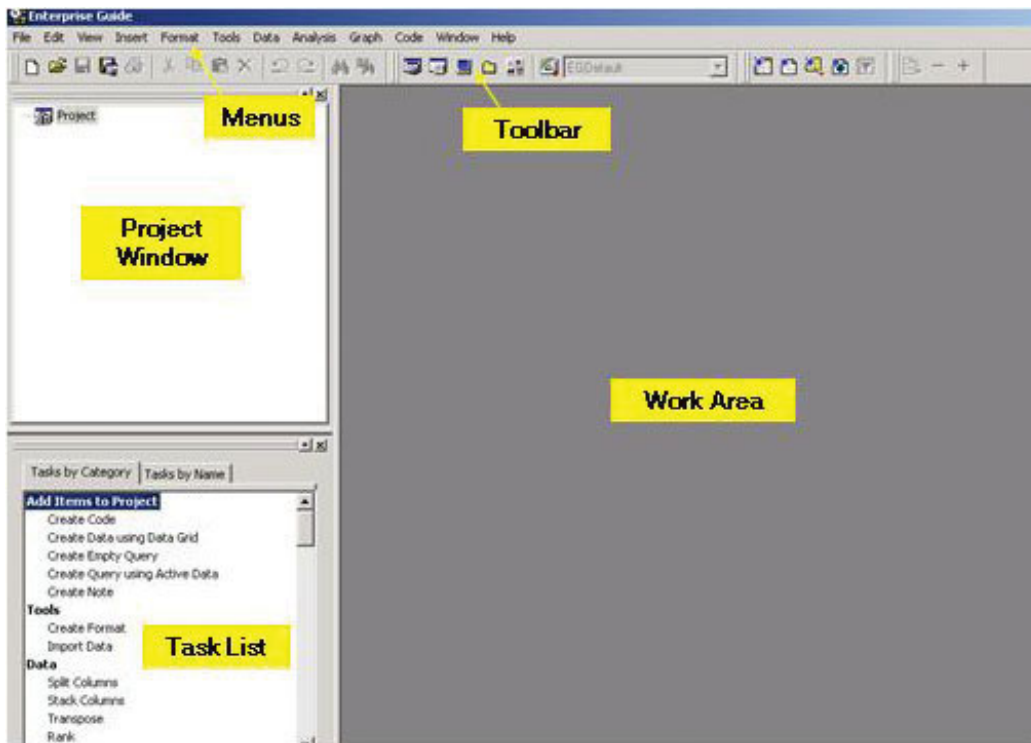 Enterprise Guide
File Edit View Insert Format Tools Data Analysis Graph Code Window Help
EGDefault
Menus
Toolbar
Project
Project
Window
Work Area
Tasks by Category Tasks by Name
Add Items to Project
Create Code
Create Data using Data Grid
Create Empty Query
Create Query using Active Data
Create Note
Tools
Create Format
Import Data
Task List
Data
Split Columns
Stack Columns
Transpose
Rank